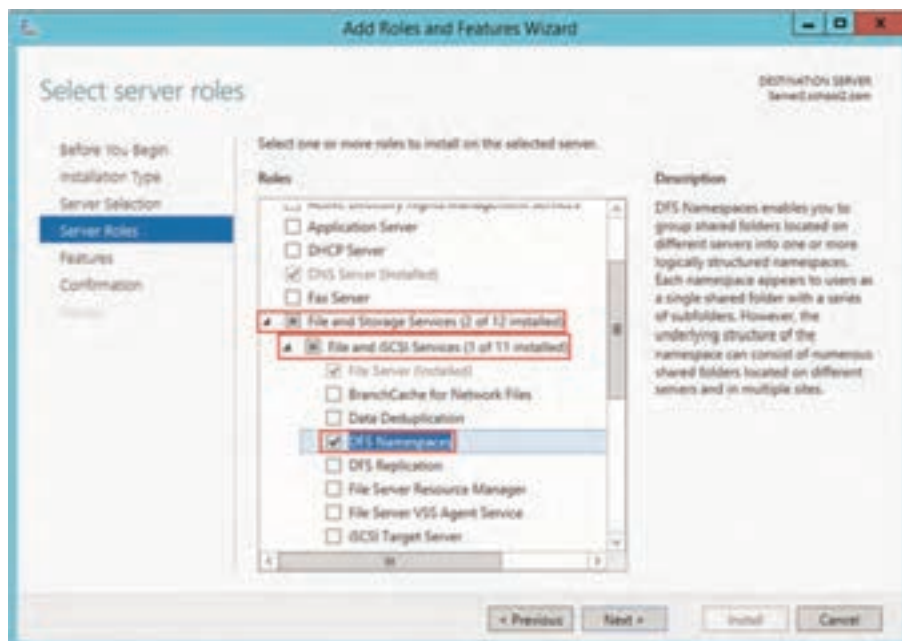 Add Roles and Features Wizard
Select server roles
DESTINATION SERVER
Server2.school2.com
Before You Begin
Installation Type
Server Selection
Server Roles
Features
Confirmation
Select one or more roles to install on the selected server.
Roles
Application Server
DHCP Server
DNS Server (Installed)
Fax Server
File and Storage Services (2 of 12 installed)
File and iSCSI Services (1 of 11 installed)
File Server (Installed)
BranchCache for Network Files
Data Deduplication
DFS Namespaces
DFS Replication
File Server Resource Manager
File Server VSS Agent Service
iSCSI Target Server
Description
DFS Namespaces enables you to
group shared folders located on
different servers into one or more
logically structured namespaces.
Each namespace appears to users as
a single shared folder with a series
of subfolders. However, the
underlying structure of the
namespace can consist of numerous
shared folders located on different
servers and in multiple sites.
< Previous
Next >
Install
Cancel